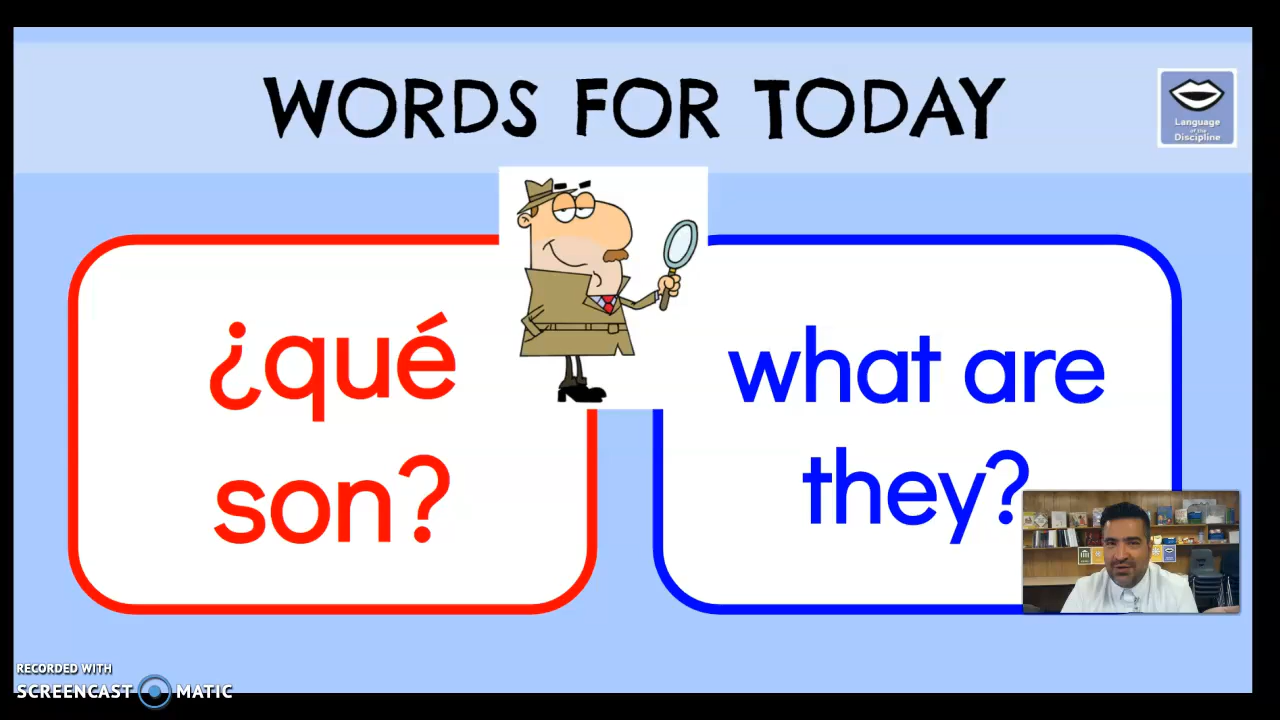 WORDS FOR TODAY
Language
of the
Discipline
¿qué
son?
what are
they?
RECORDED WITH
SCREENCAST MATIC